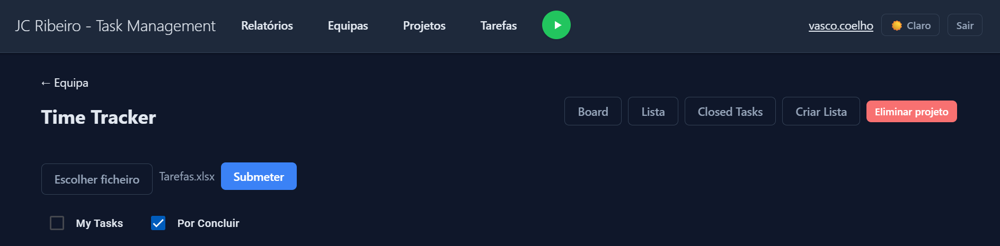 JC Ribeiro - Task Management Relatórios Equipas Projetos Tarefas vasco.coelho Claro Sair
← Equipa
Time Tracker
Board Lista Closed Tasks Criar Lista Eliminar projeto
Escolher ficheiro Tarefas.xlsx Submeter
My Tasks Por Concluir